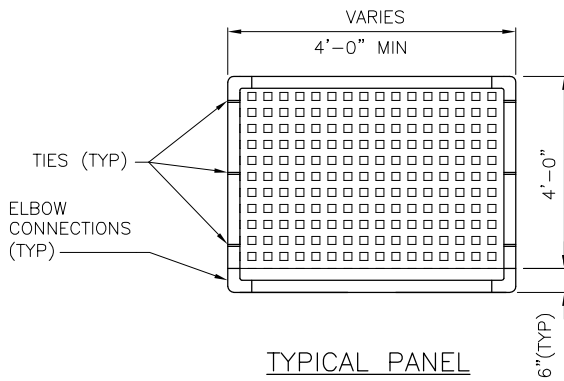 VARIES
4'-0" MIN
TIES (TYP)
ELBOW
CONNECTIONS
(TYP)
4'-0"
6"(TYP)
TYPICAL PANEL